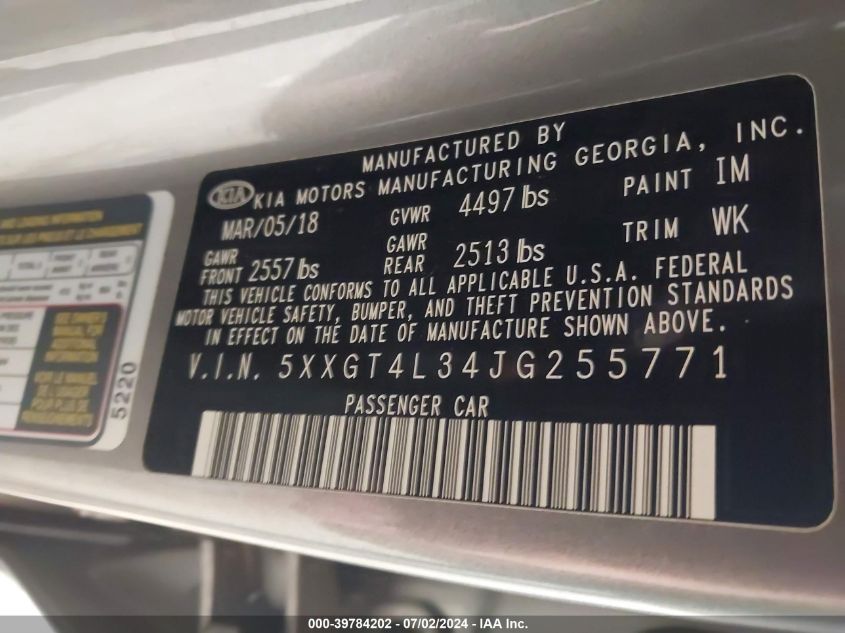 MANUFACTURED BY
KIA KIA MOTORS MANUFACTURING GEORGIA, INC.
MAR/05/18 GVWR 4497 lbs PAINT IM
GAWR FRONT 2557 lbs GAWR REAR 2513 lbs TRIM WK
THIS VEHICLE CONFORMS TO ALL APPLICABLE U.S.A. FEDERAL
MOTOR VEHICLE SAFETY, BUMPER, AND THEFT PREVENTION STANDARDS
IN EFFECT ON THE DATE OF MANUFACTURE SHOWN ABOVE.
V.I.N. 5XXGT4L34JG255771
PASSENGER CAR
5220
000-39784202 - 07/02/2024 - IAA Inc.